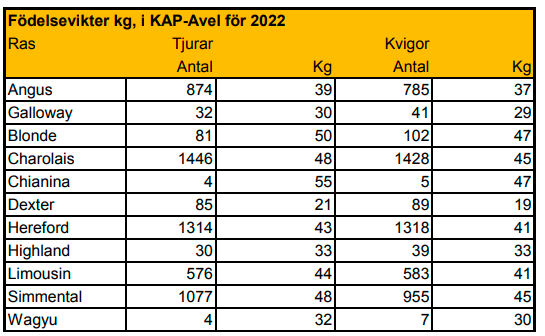 Födelsevikter kg, i KAP-Avel för 2022
Ras Tjurar Kvigor
Antal Kg Antal Kg
Angus 874 39 785 37
Galloway 32 30 41 29
Blonde 81 50 102 47
Charolais 1446 48 1428 45
Chianina 4 55 5 47
Dexter 85 21 89 19
Hereford 1314 43 1318 41
Highland 30 33 39 33
Limousin 576 44 583 41
Simmental 1077 48 955 45
Wagyu 4 32 7 30